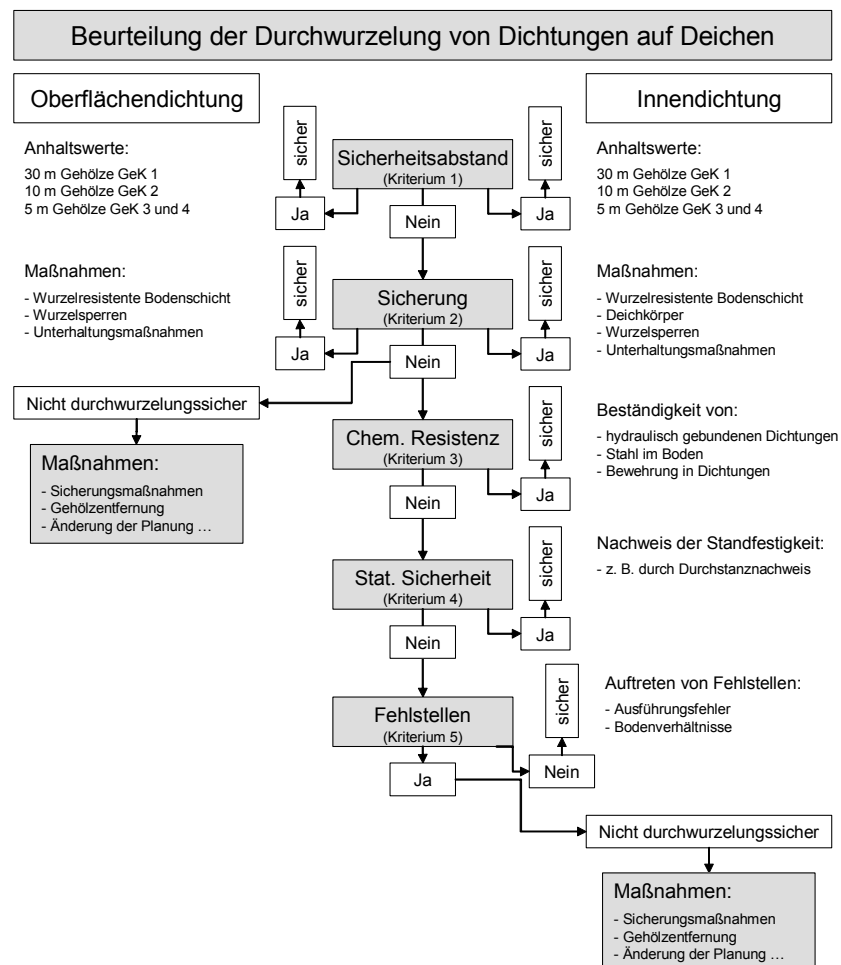 Beurteilung der Durchwurzelung von Dichtungen auf Deichen
Oberflächendichtung
Innendichtung
Anhaltswerte:
30 m Gehölze GeK 1
10 m Gehölze GeK 2
5 m Gehölze GeK 3 und 4
sicher
Ja
Sicherheitsabstand
(Kriterium 1)
Nein
sicher
Ja
Anhaltswerte:
30 m Gehölze GeK 1
10 m Gehölze GeK 2
5 m Gehölze GeK 3 und 4
Maßnahmen:
- Wurzelresistente Bodenschicht
- Wurzelsperren
- Unterhaltungsmaßnahmen
sicher
Ja
Sicherung
(Kriterium 2)
Nein
sicher
Ja
Maßnahmen:
- Wurzelresistente Bodenschicht
- Deichkörper
- Wurzelsperren
- Unterhaltungsmaßnahmen
Nicht durchwurzelungssicher
Maßnahmen:
- Sicherungsmaßnahmen
- Gehölzentfernung
- Änderung der Planung ...
Chem. Resistenz
(Kriterium 3)
Nein
sicher
Ja
Beständigkeit von:
- hydraulisch gebundenen Dichtungen
- Stahl im Boden
- Bewehrung in Dichtungen
Stat. Sicherheit
(Kriterium 4)
Nein
sicher
Ja
Nachweis der Standfestigkeit:
- z. B. durch Durchstanznachweis
Fehlstellen
(Kriterium 5)
Ja
sicher
Nein
Auftreten von Fehlstellen:
- Ausführungsfehler
- Bodenverhältnisse
Nicht durchwurzelungssicher
Maßnahmen:
- Sicherungsmaßnahmen
- Gehölzentfernung
- Änderung der Planung ...